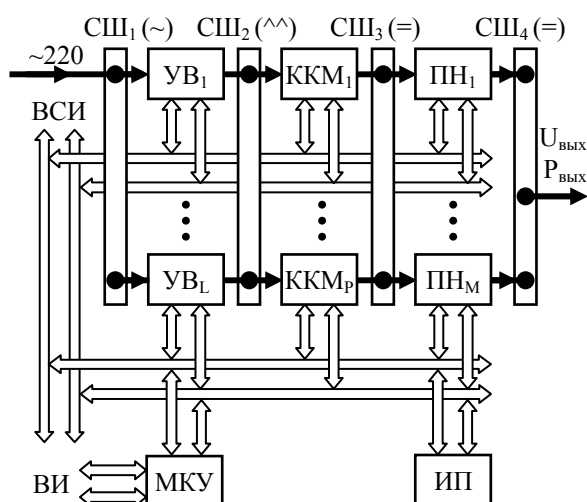 СШ₁ (~) СШ₂ (^^) СШ₃ (=) СШ₄ (=)
~220 УВ₁ ККМ₁ ПН₁
ВСИ
Uвых
Pвых
УВL ККМP ПНM
ВИ МКУ ИП